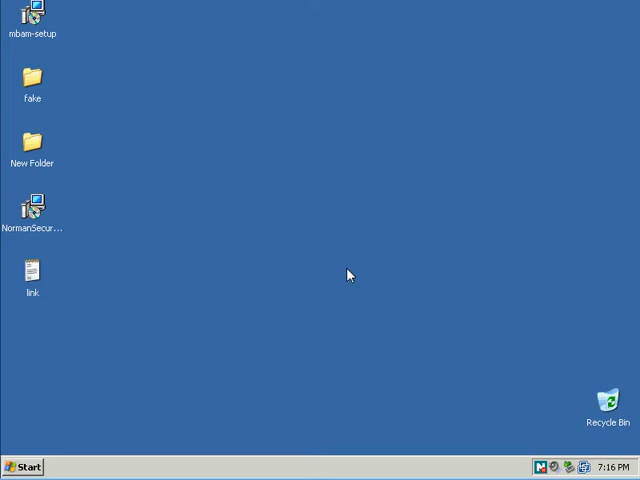 mbam-setup
fake
New Folder
NormanSecur...
link
Recycle Bin
Start
7:16 PM